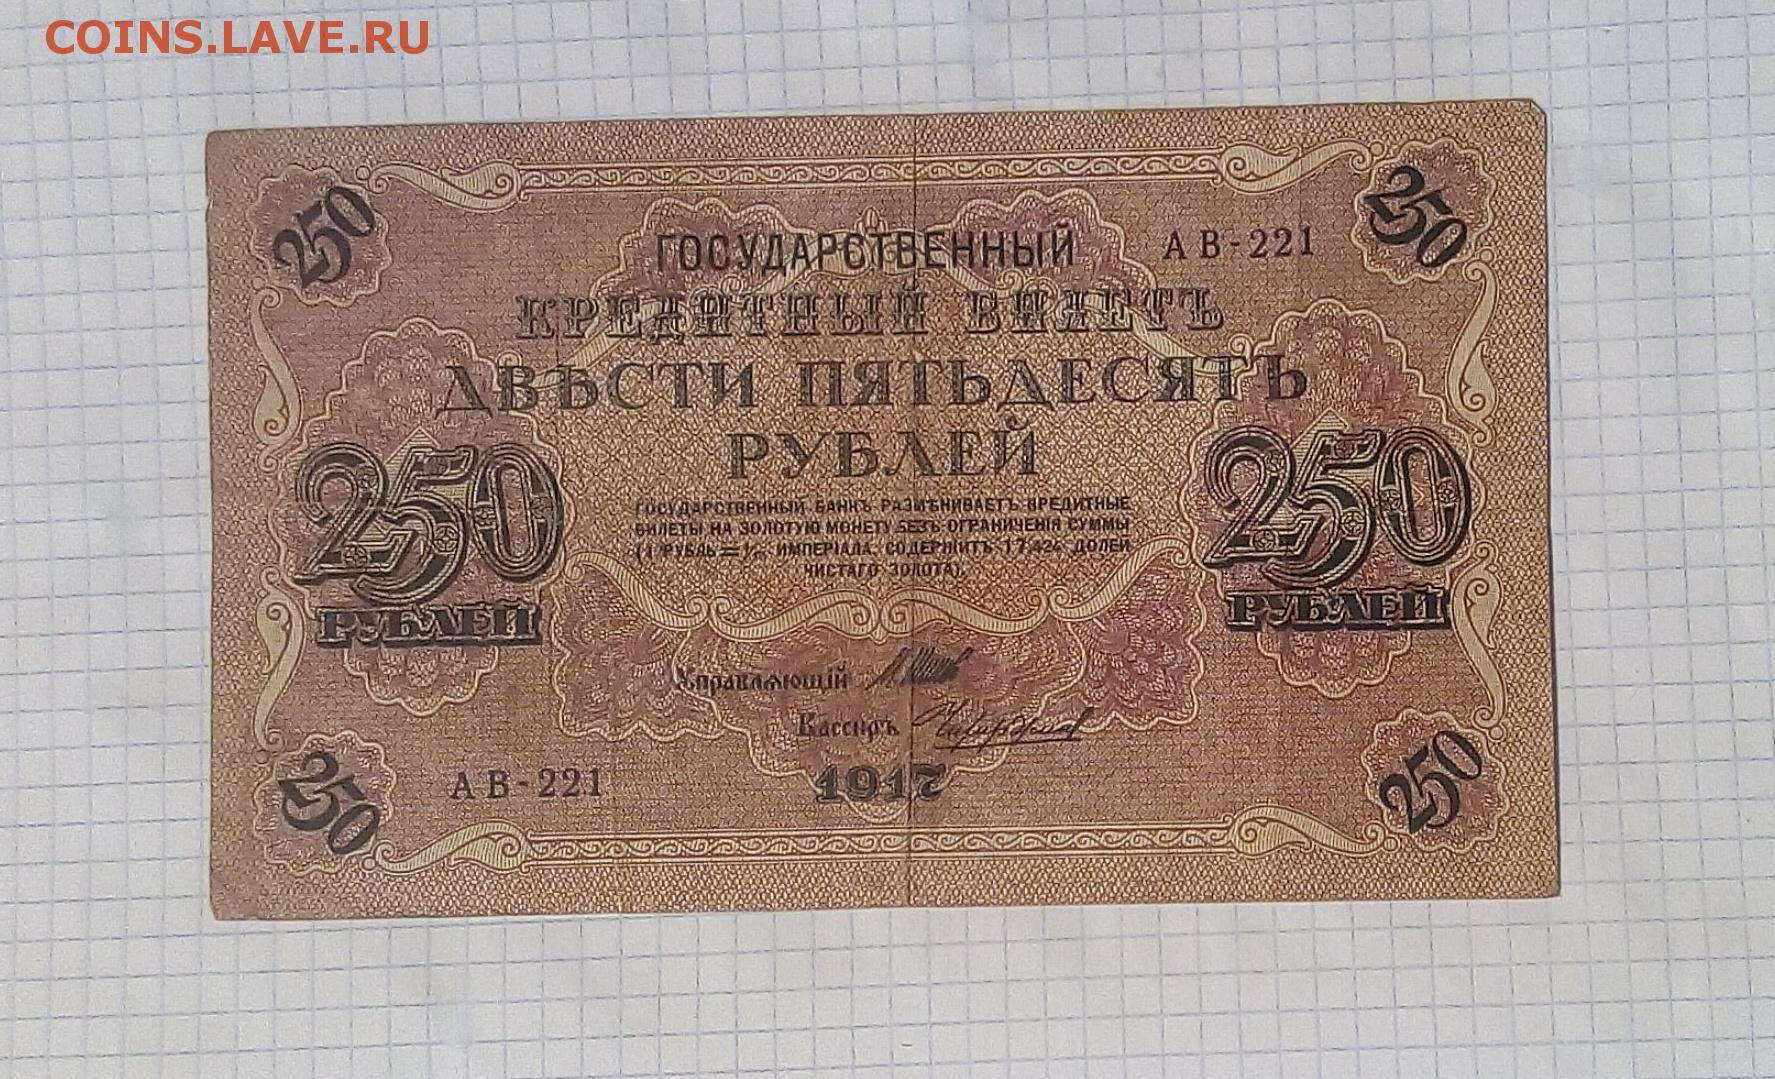 COINS.LAVE.RU
250
250
ГОСУДАРСТВЕННЫЙ АВ-221
КРЕДИТНЫЙ БИЛЕТЪ
ДВѢСТИ ПЯТЬДЕСЯТЪ
РУБЛЕЙ
250
РУБЛЕЙ
250
РУБЛЕЙ
ГОСУДАРСТВЕННЫЙ БАНКЪ РАЗМѢНИВАЕТЪ КРЕДИТНЫЕ
БИЛЕТЫ НА ЗОЛОТУЮ МОНЕТУ БЕЗЪ ОГРАНИЧЕНІЯ СУММЫ
(1 РУБЛЬ = 1/15 ИМПЕРІАЛА, СОДЕРЖИТЪ 17,424 ДОЛЕЙ
ЧИСТАГО ЗОЛОТА).
Управляющій
Кассиръ
АВ-221
1917
250
250